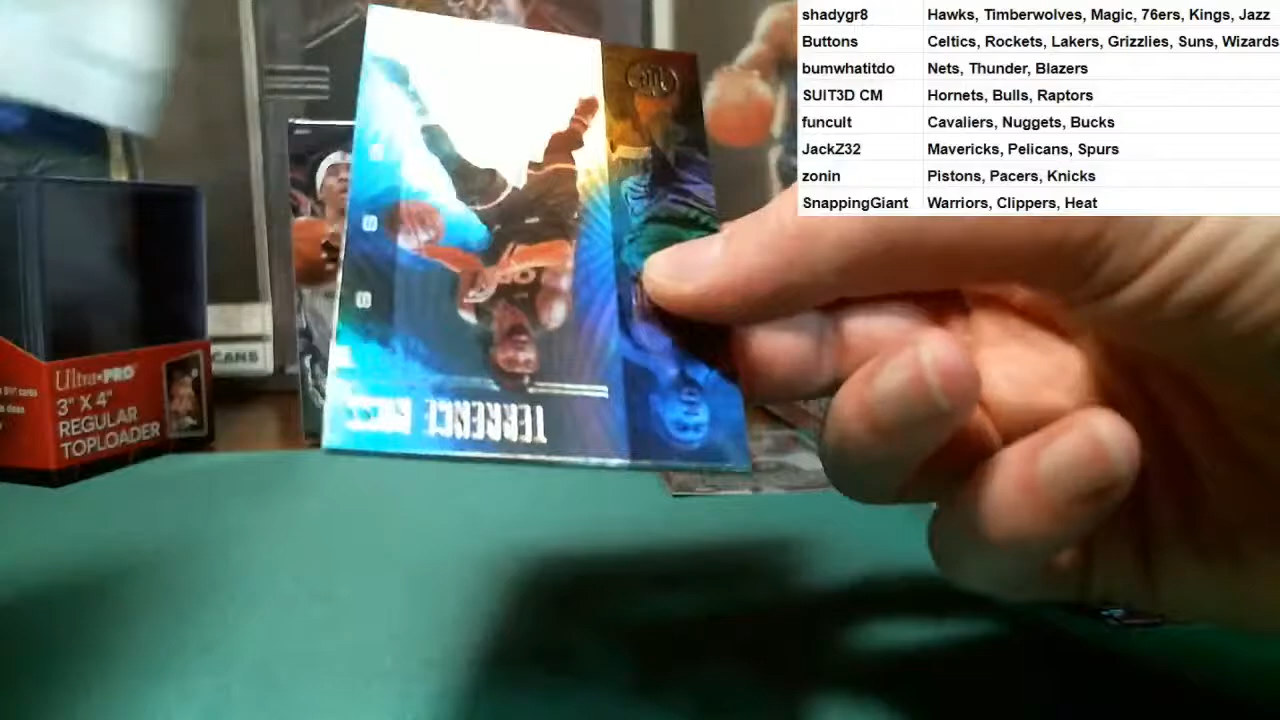 shadygr8 Hawks, Timberwolves, Magic, 76ers, Kings, Jazz
Buttons Celtics, Rockets, Lakers, Grizzlies, Suns, Wizards
bumwhatitdo Nets, Thunder, Blazers
SUIT3D CM Hornets, Bulls, Raptors
funcult Cavaliers, Nuggets, Bucks
JackZ32 Mavericks, Pelicans, Spurs
zonin Pistons, Pacers, Knicks
SnappingGiant Warriors, Clippers, Heat
CANS
Ultra PRO
3" X 4"
REGULAR
TOPLOADER
TERRENCE ROSS